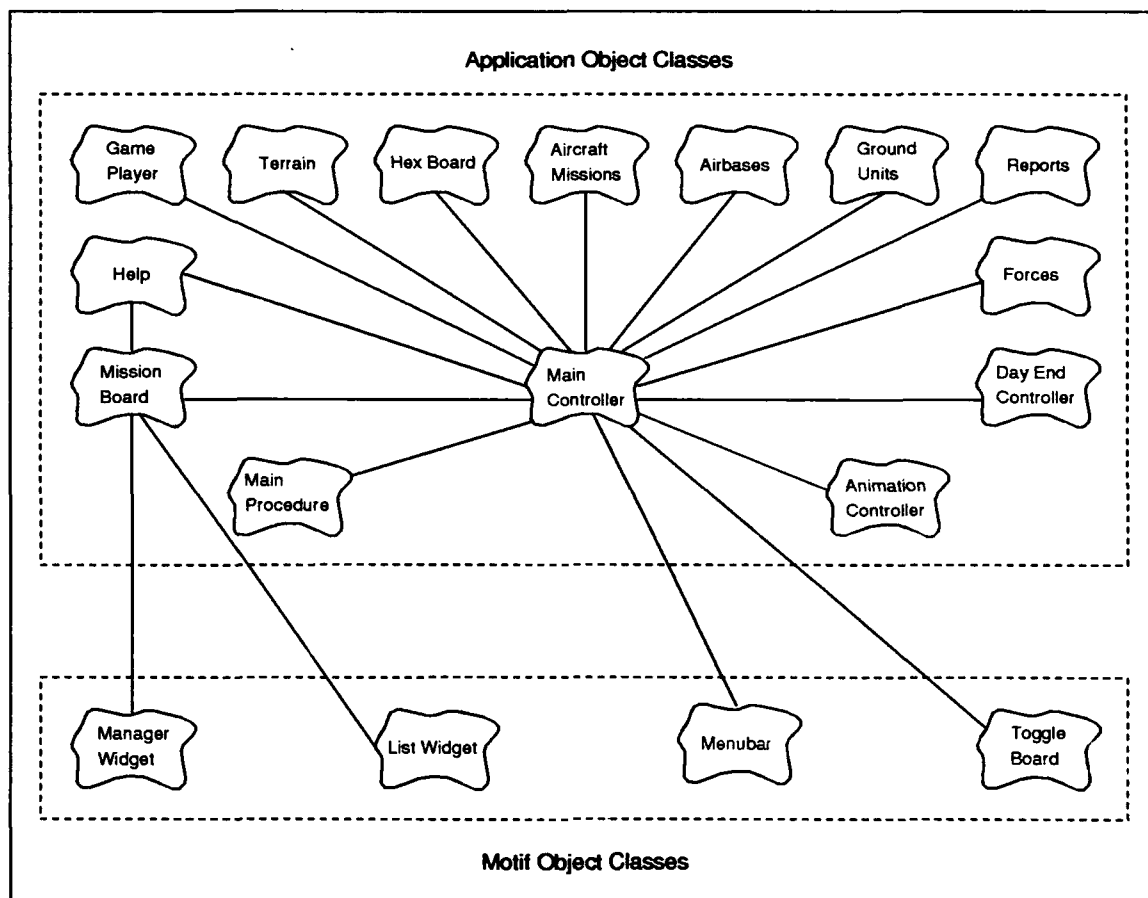 Application Object Classes
Game
Player
Terrain
Hex Board
Aircraft
Missions
Airbases
Ground
Units
Reports
Help
Forces
Mission
Board
Main
Controller
Day End
Controller
Main
Procedure
Animation
Controller
Manager
Widget
List Widget
Menubar
Toggle
Board
Motif Object Classes